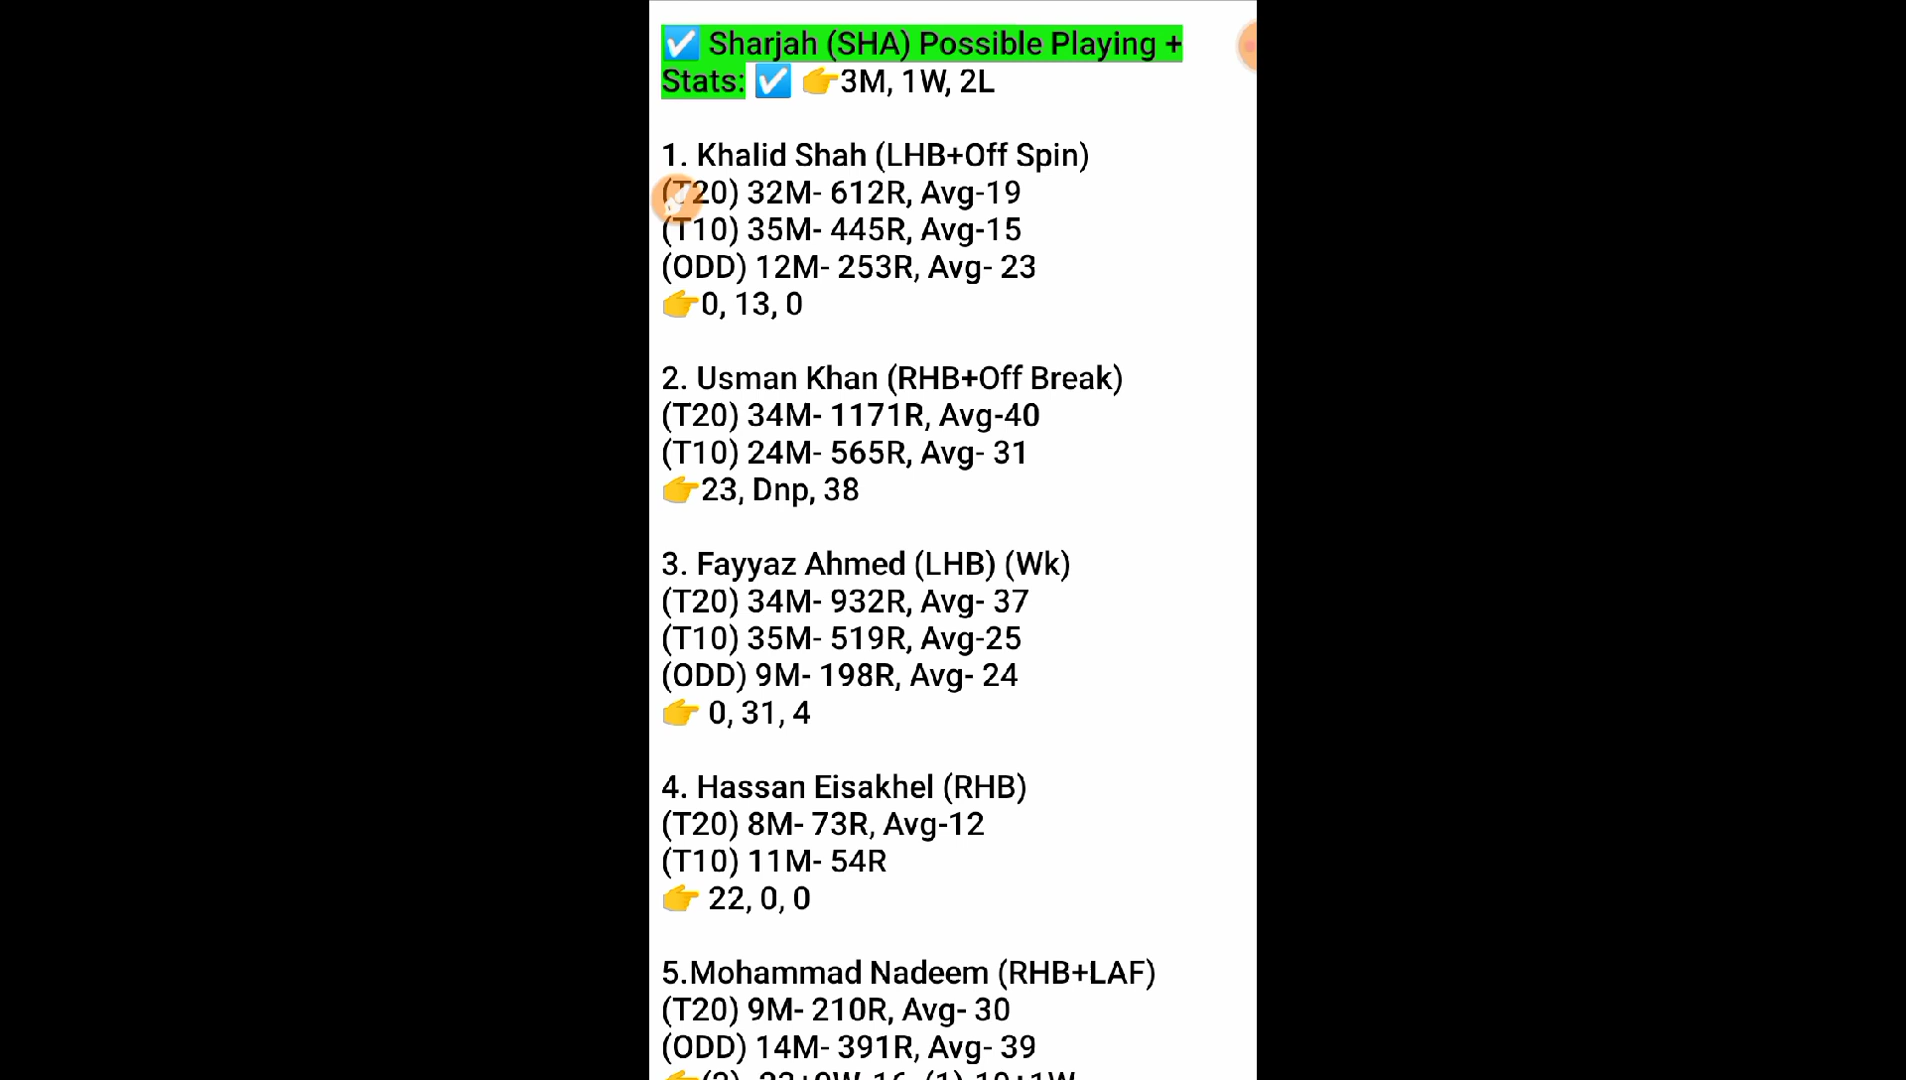 ✅ Sharjah (SHA) Possible Playing +
Stats: ✅ 👉3M, 1W, 2L
1. Khalid Shah (LHB+Off Spin)
(T20) 32M- 612R, Avg-19
(T10) 35M- 445R, Avg-15
(ODD) 12M- 253R, Avg- 23
👉0, 13, 0
2. Usman Khan (RHB+Off Break)
(T20) 34M- 1171R, Avg-40
(T10) 24M- 565R, Avg- 31
👉23, Dnp, 38
3. Fayyaz Ahmed (LHB) (Wk)
(T20) 34M- 932R, Avg- 37
(T10) 35M- 519R, Avg-25
(ODD) 9M- 198R, Avg- 24
👉 0, 31, 4
4. Hassan Eisakhel (RHB)
(T20) 8M- 73R, Avg-12
(T10) 11M- 54R
👉 22, 0, 0
5.Mohammad Nadeem (RHB+LAF)
(T20) 9M- 210R, Avg- 30
(ODD) 14M- 391R, Avg- 39